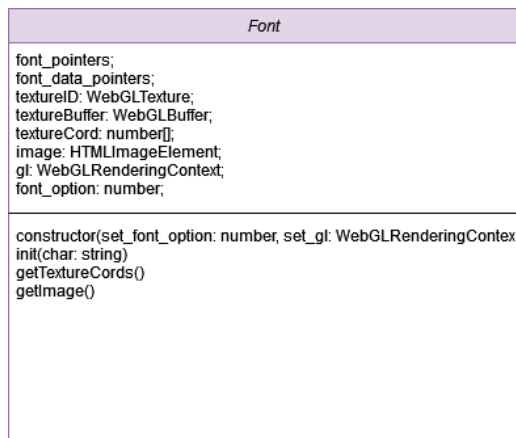 Font
font_pointers;
font_data_pointers;
textureID: WebGLTexture;
textureBuffer: WebGLBuffer;
textureCord: number[];
image: HTMLImageElement;
gl: WebGLRenderingContext;
font_option: number;
constructor(set_font_option: number, set_gl: WebGLRenderingContex
init(char: string)
getTextureCords()
getImage()